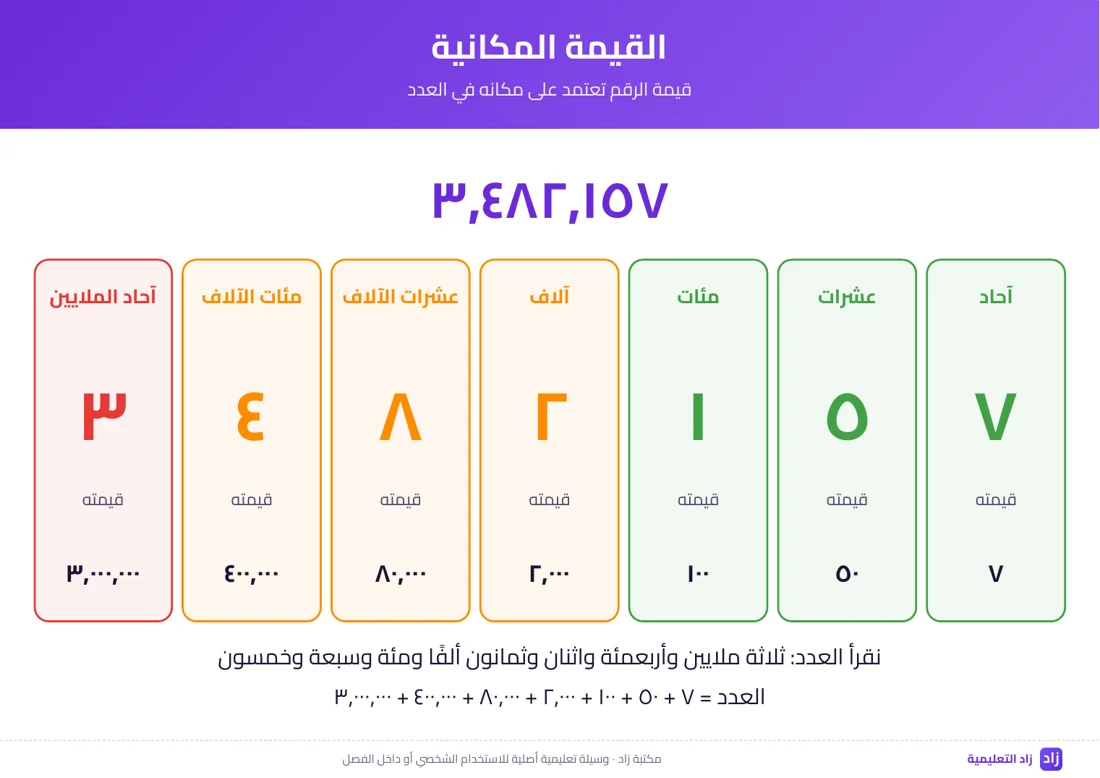 القيمة المكانية
قيمة الرقم تعتمد على مكانه في العدد
٣,٤٨٢,١٥٧
آحاد
عشرات
مئات
آلاف
عشرات الآلاف
مئات الآلاف
آحاد الملايين
٧
٥
١
٢
٨
٤
٣
قيمته
قيمته
قيمته
قيمته
قيمته
قيمته
قيمته
٧
٥٠
١٠٠
٢,٠٠٠
٨٠,٠٠٠
٤٠٠,٠٠٠
٣,٠٠٠,٠٠٠
نقرأ العدد: ثلاثة ملايين وأربعمئة واثنان وثمانون ألفًا ومئة وسبعة وخمسون
العدد = ٧ + ٥٠ + ١٠٠ + ٢,٠٠٠ + ٨٠,٠٠٠ + ٤٠٠,٠٠٠ + ٣,٠٠٠,٠٠٠
زاد زاد التعليمية
مكتبة زاد · وسيلة تعليمية أصلية للاستخدام الشخصي أو داخل الفصل